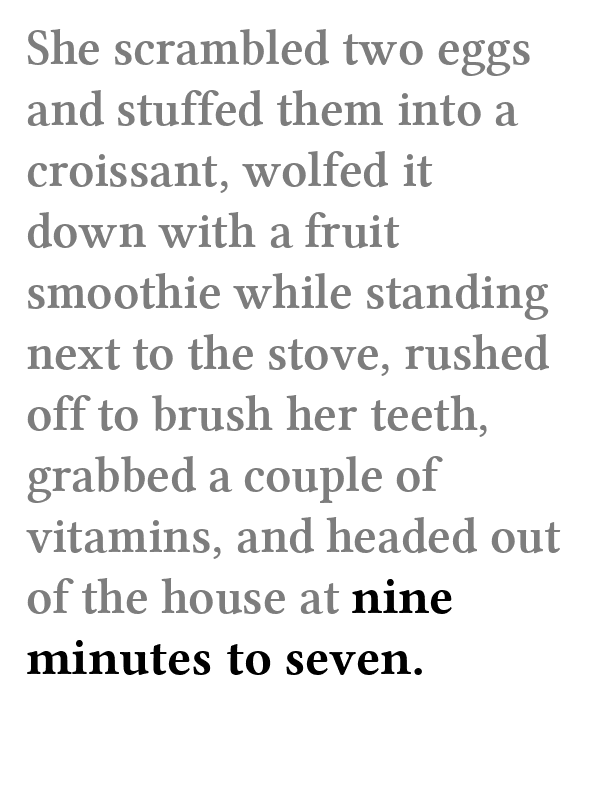 She scrambled two eggs
and stuffed them into a
croissant, wolfed it
down with a fruit
smoothie while standing
next to the stove, rushed
off to brush her teeth,
grabbed a couple of
vitamins, and headed out
of the house at nine
minutes to seven.